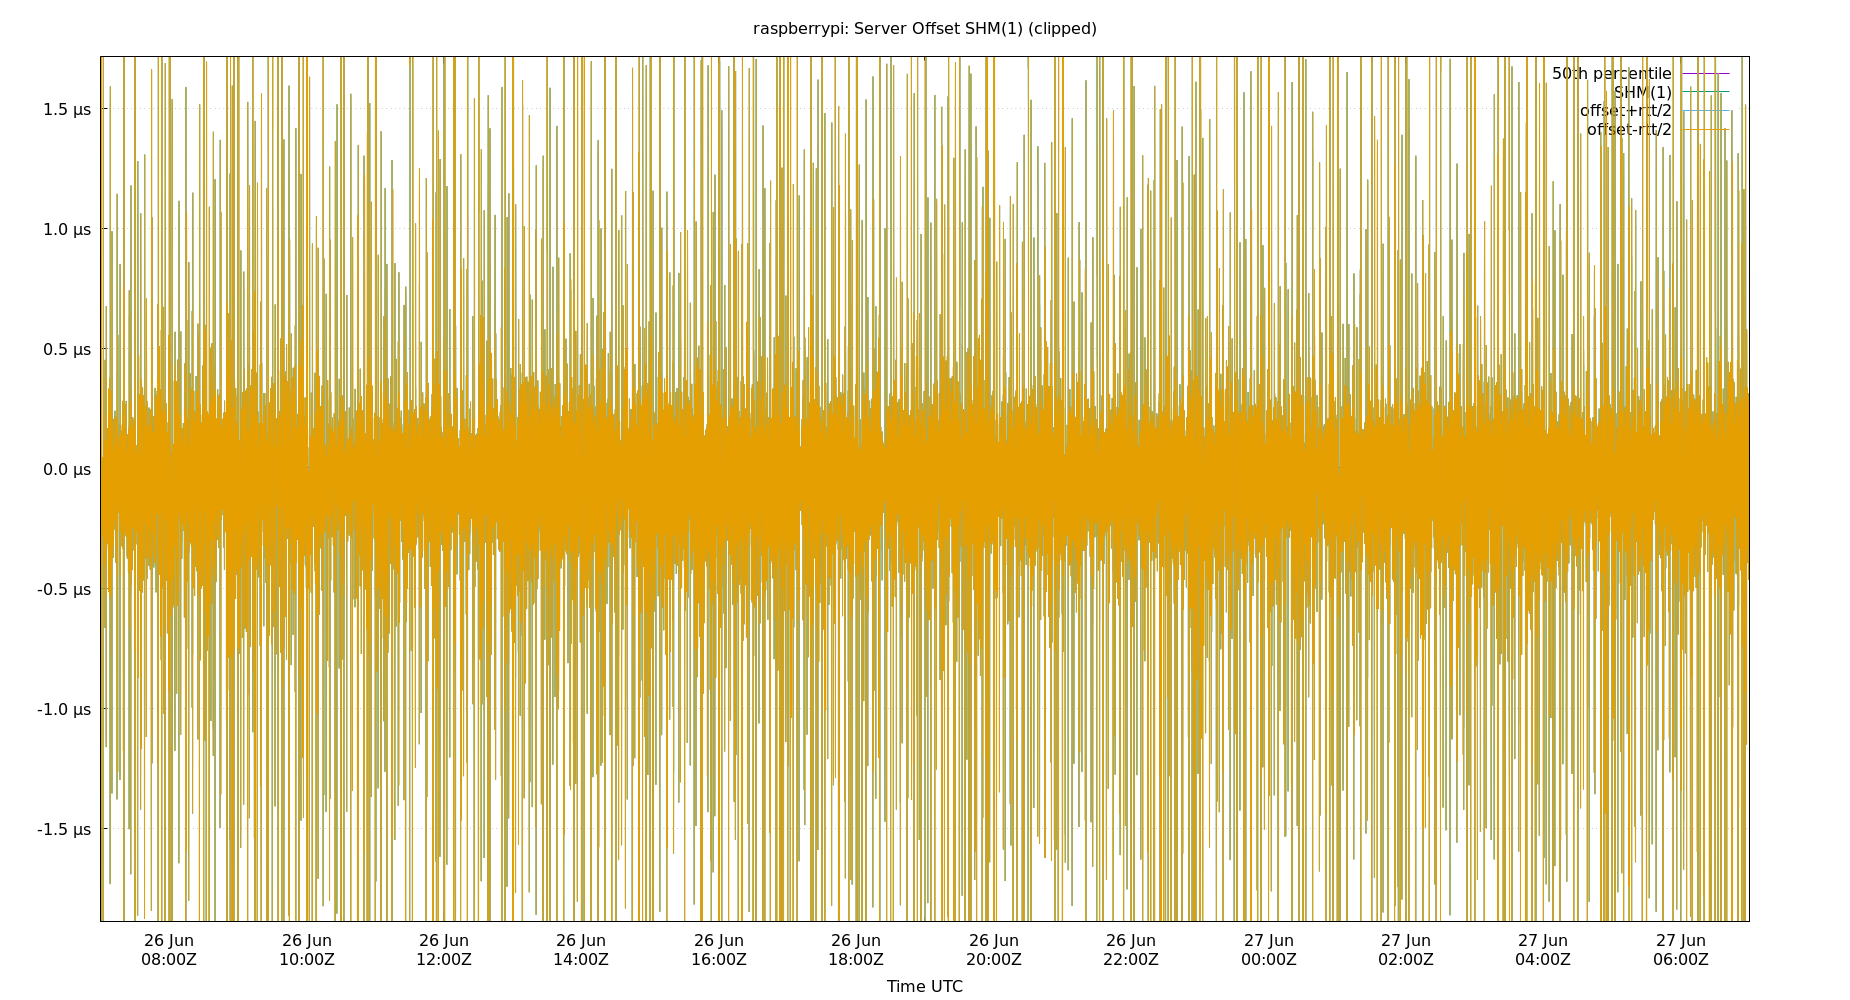 raspberrypi: Server Offset SHM(1) (clipped)
50th percentile
SHM(1)
offset+rtt/2
offset-rtt/2
1.5 µs
1.0 µs
0.5 µs
0.0 µs
-0.5 µs
-1.0 µs
-1.5 µs
26 Jun 26 Jun 26 Jun 26 Jun 26 Jun 26 Jun 26 Jun 26 Jun 27 Jun 27 Jun 27 Jun 27 Jun
08:00Z 10:00Z 12:00Z 14:00Z 16:00Z 18:00Z 20:00Z 22:00Z 00:00Z 02:00Z 04:00Z 06:00Z
Time UTC